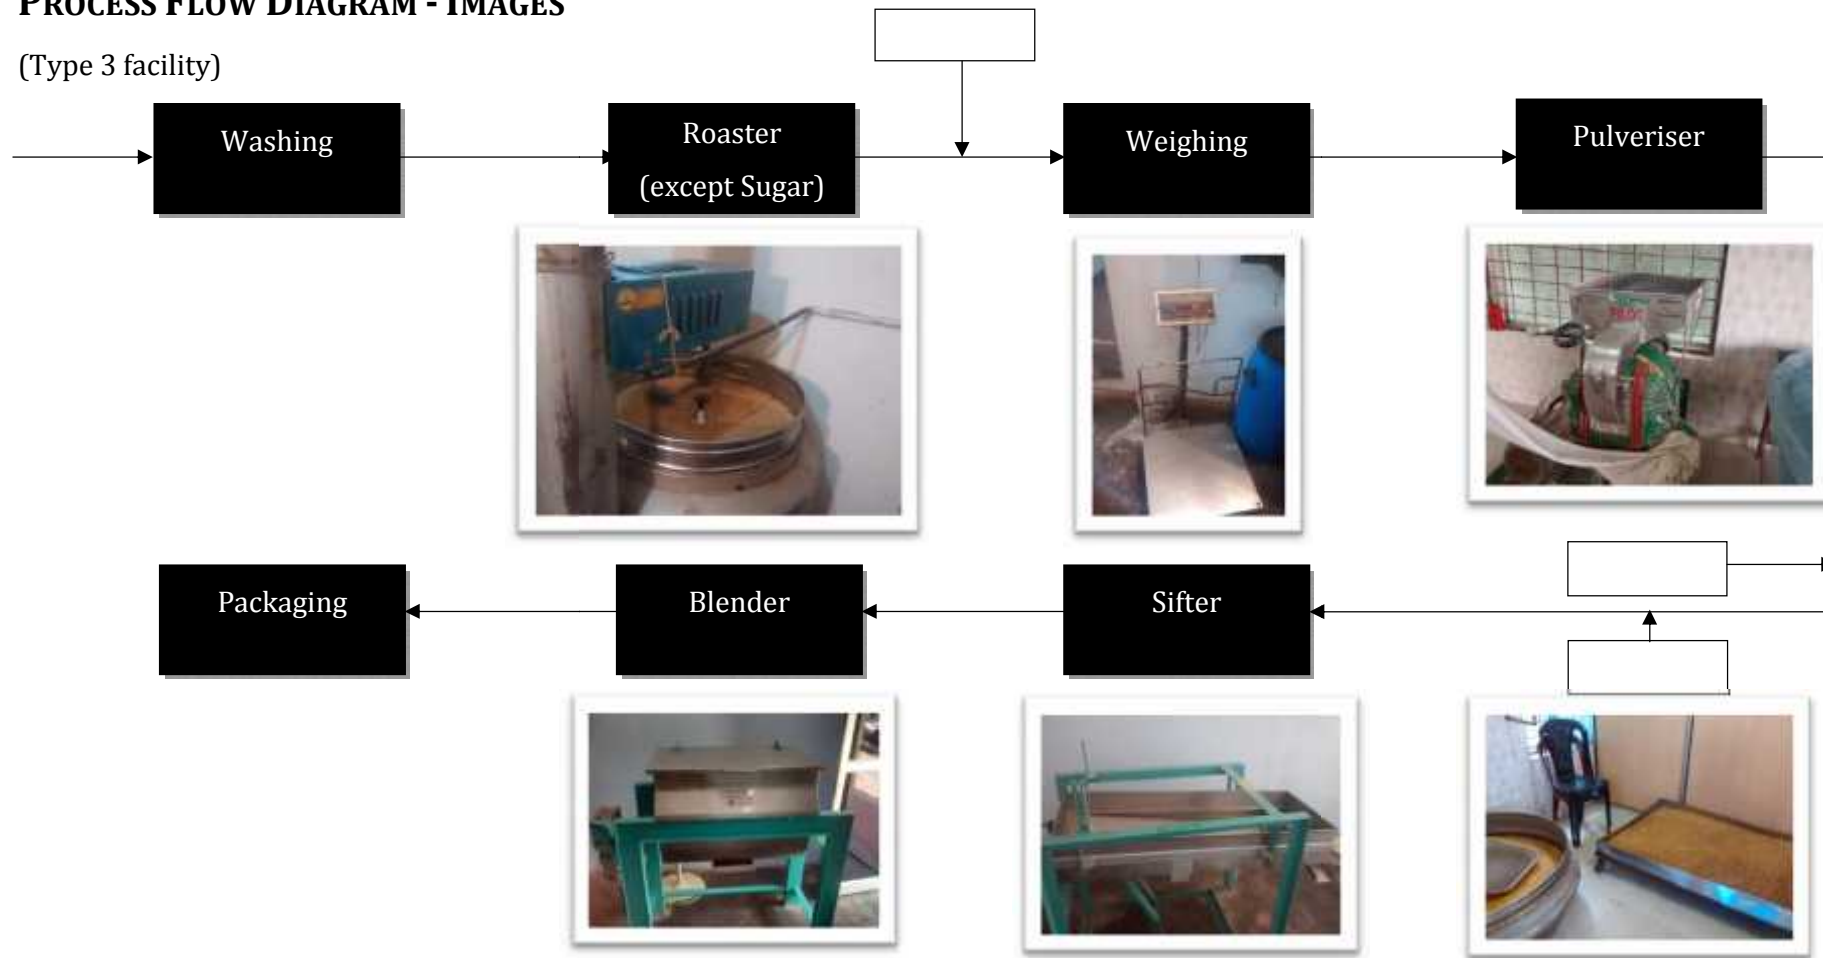 PROCESS FLOW DIAGRAM - IMAGES
(Type 3 facility)
Washing
Roaster
(except Sugar)
Weighing
Pulveriser
Packaging
Blender
Sifter